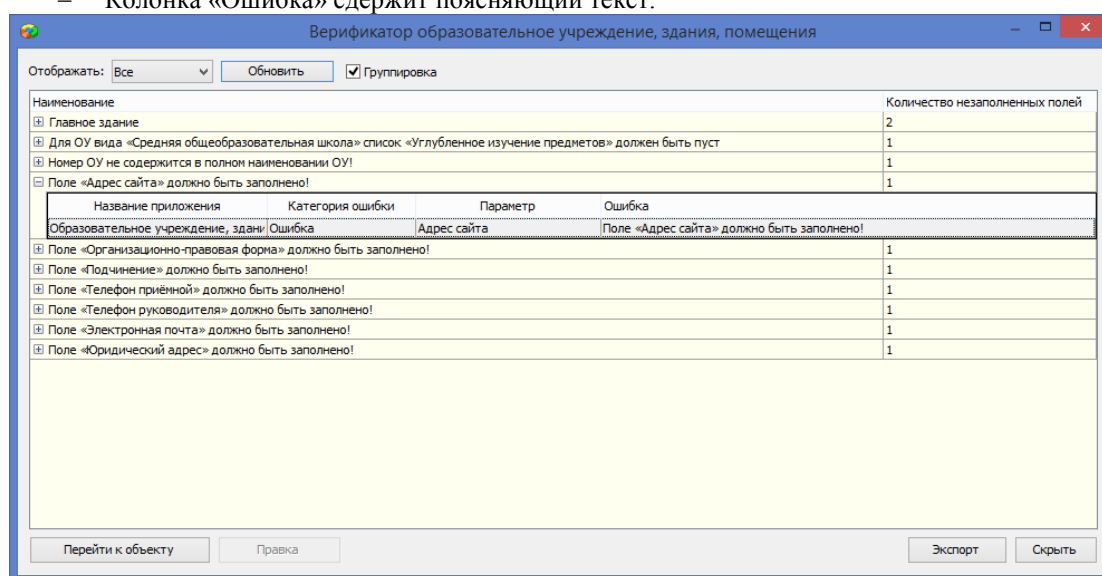 – Колонка «Ошибка» сдержит поясняющий текст.
Верификатор образовательное учреждение, здания, помещения
Отображать: Все Обновить Группировка
Наименование Количество незаполненных полей
Главное здание 2
Для ОУ вида «Средняя общеобразовательная школа» список «Углубленное изучение предметов» должен быть пуст 1
Номер ОУ не содержится в полном наименовании ОУ! 1
Поле «Адрес сайта» должно быть заполнено! 1
Название приложения Категория ошибки Параметр Ошибка
Образовательное учреждение, здани Ошибка Адрес сайта Поле «Адрес сайта» должно быть заполнено!
Поле «Организационно-правовая форма» должно быть заполнено! 1
Поле «Подчинение» должно быть заполнено! 1
Поле «Телефон приёмной» должно быть заполнено! 1
Поле «Телефон руководителя» должно быть заполнено! 1
Поле «Электронная почта» должно быть заполнено! 1
Поле «Юридический адрес» должно быть заполнено! 1
Перейти к объекту Правка Экспорт Скрыть